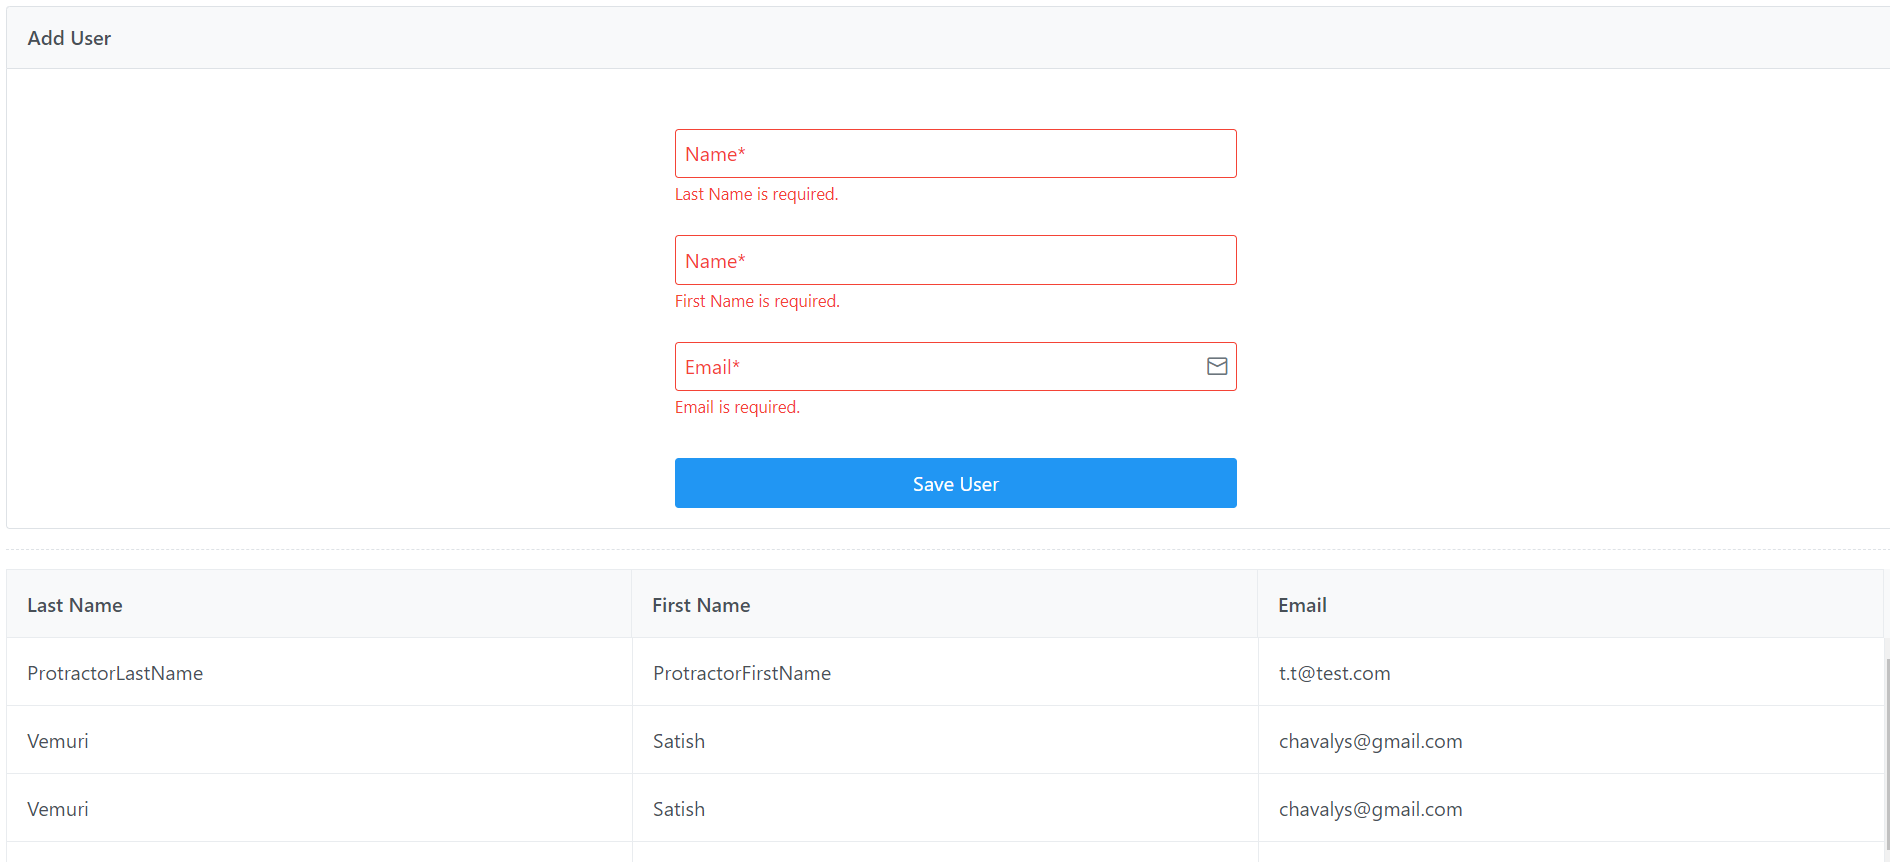 Add User
Name*
Last Name is required.
Name*
First Name is required.
Email*
Email is required.
Save User
Last Name First Name Email
ProtractorLastName ProtractorFirstName t.t@test.com
Vemuri Satish chavalys@gmail.com
Vemuri Satish chavalys@gmail.com